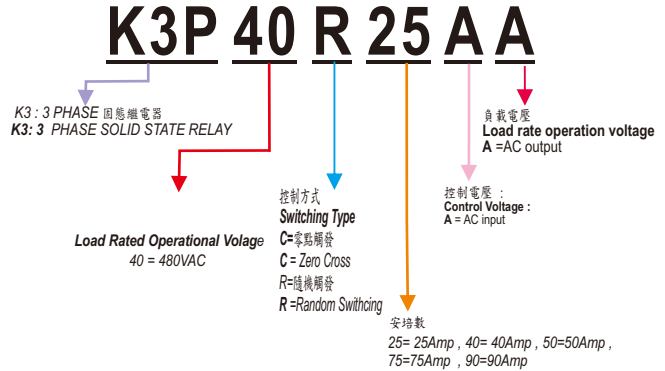 K3P 40 R 25 A A
K3 : 3 PHASE 固態繼電器
K3: 3 PHASE SOLID STATE RELAY
Load Rated Operational Volage
40 = 480VAC
控制方式
Switching Type
C=零點觸發
C = Zero Cross
R=隨機觸發
R =Random Swithcing
安培數
25= 25Amp , 40= 40Amp , 50=50Amp ,
75=75Amp , 90=90Amp
控制電壓 :
Control Voltage :
A = AC input
負載電壓
Load rate operation voltage
A =AC output